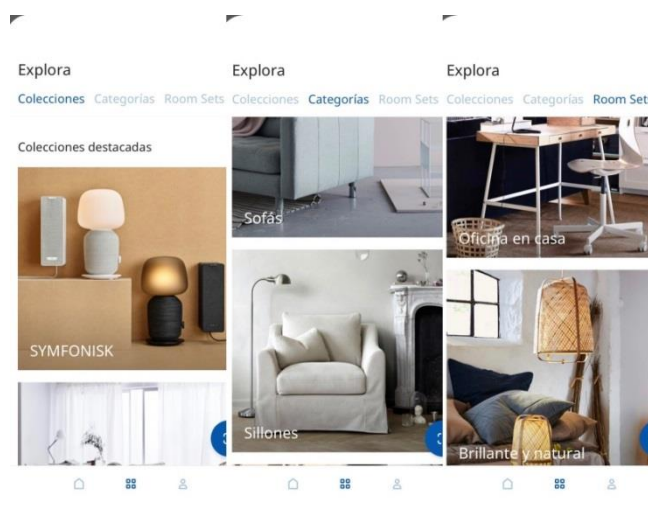 Explora
Colecciones Categorías Room Sets
Colecciones destacadas
SYMFONISK
Explora
Colecciones Categorías Room Sets
Sofás
Sillones
Explora
Colecciones Categorías Room Sets
Oficina en casa
Brillante y natural